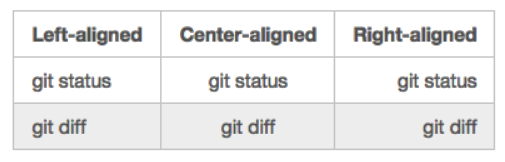 Left-aligned Center-aligned Right-aligned
git status git status git status
git diff git diff git diff